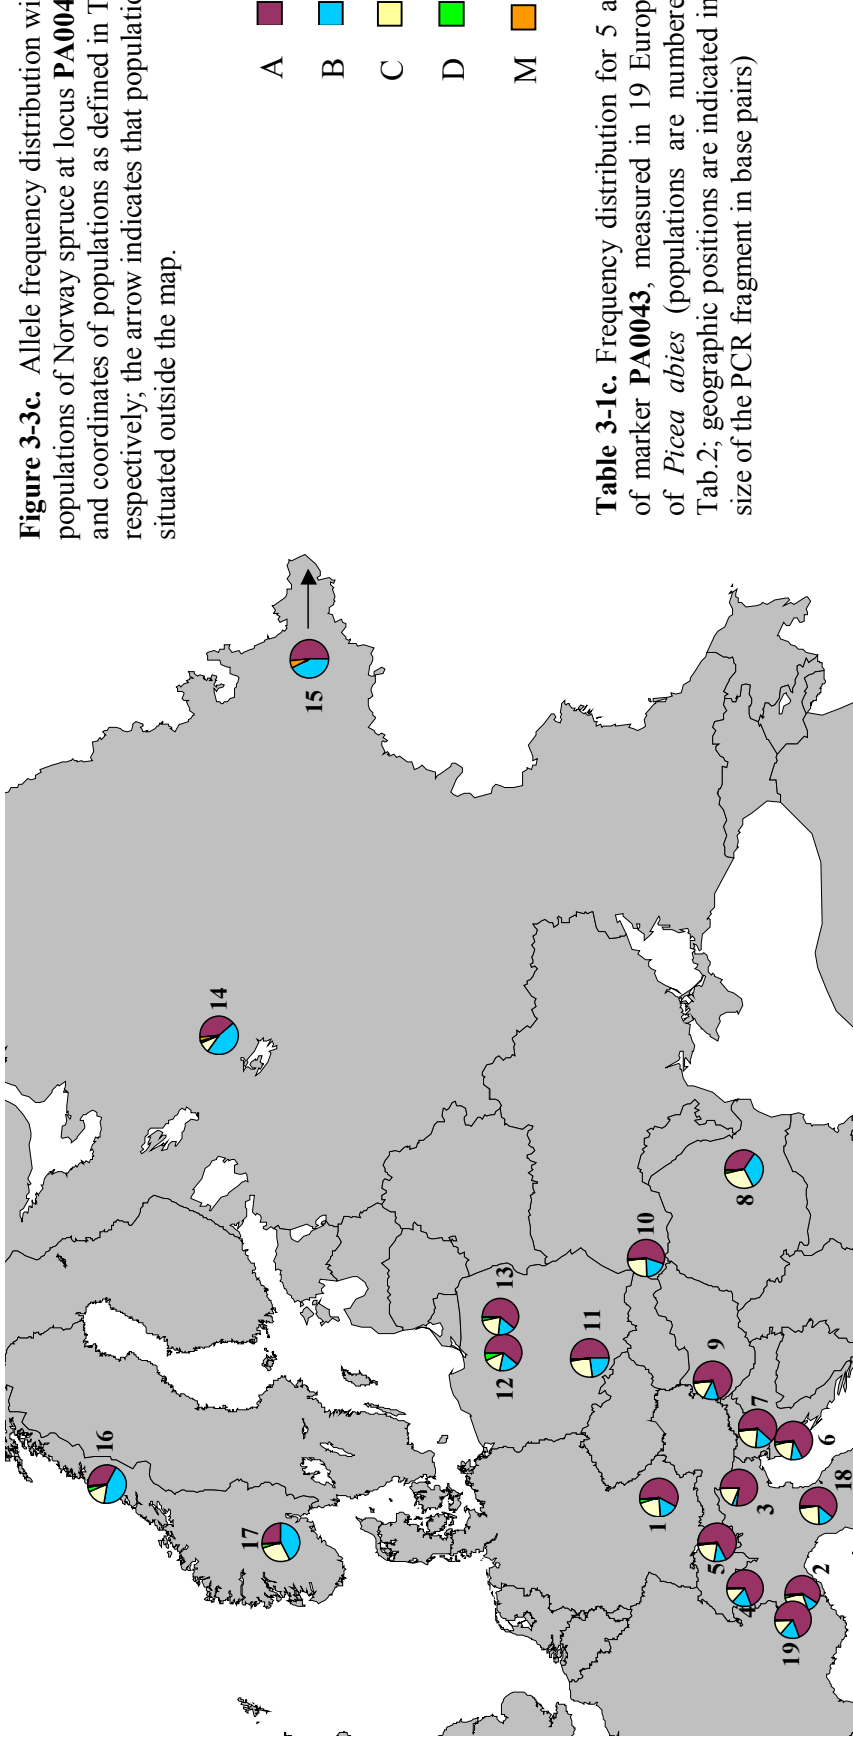 Figure 3-3c. Allele frequency distribution wi
populations of Norway spruce at locus PA004
and coordinates of populations as defined in T
respectively; the arrow indicates that populatio
situated outside the map.
A
B
C
D
M
Table 3-1c. Frequency distribution for 5 a
of marker PA0043, measured in 19 Europ
of Picea abies (populations are numbere
Tab.2; geographic positions are indicated in
size of the PCR fragment in base pairs)
16
17
14
15
12
13
11
10
8
9
7
6
1
3
5
4
18
2
19